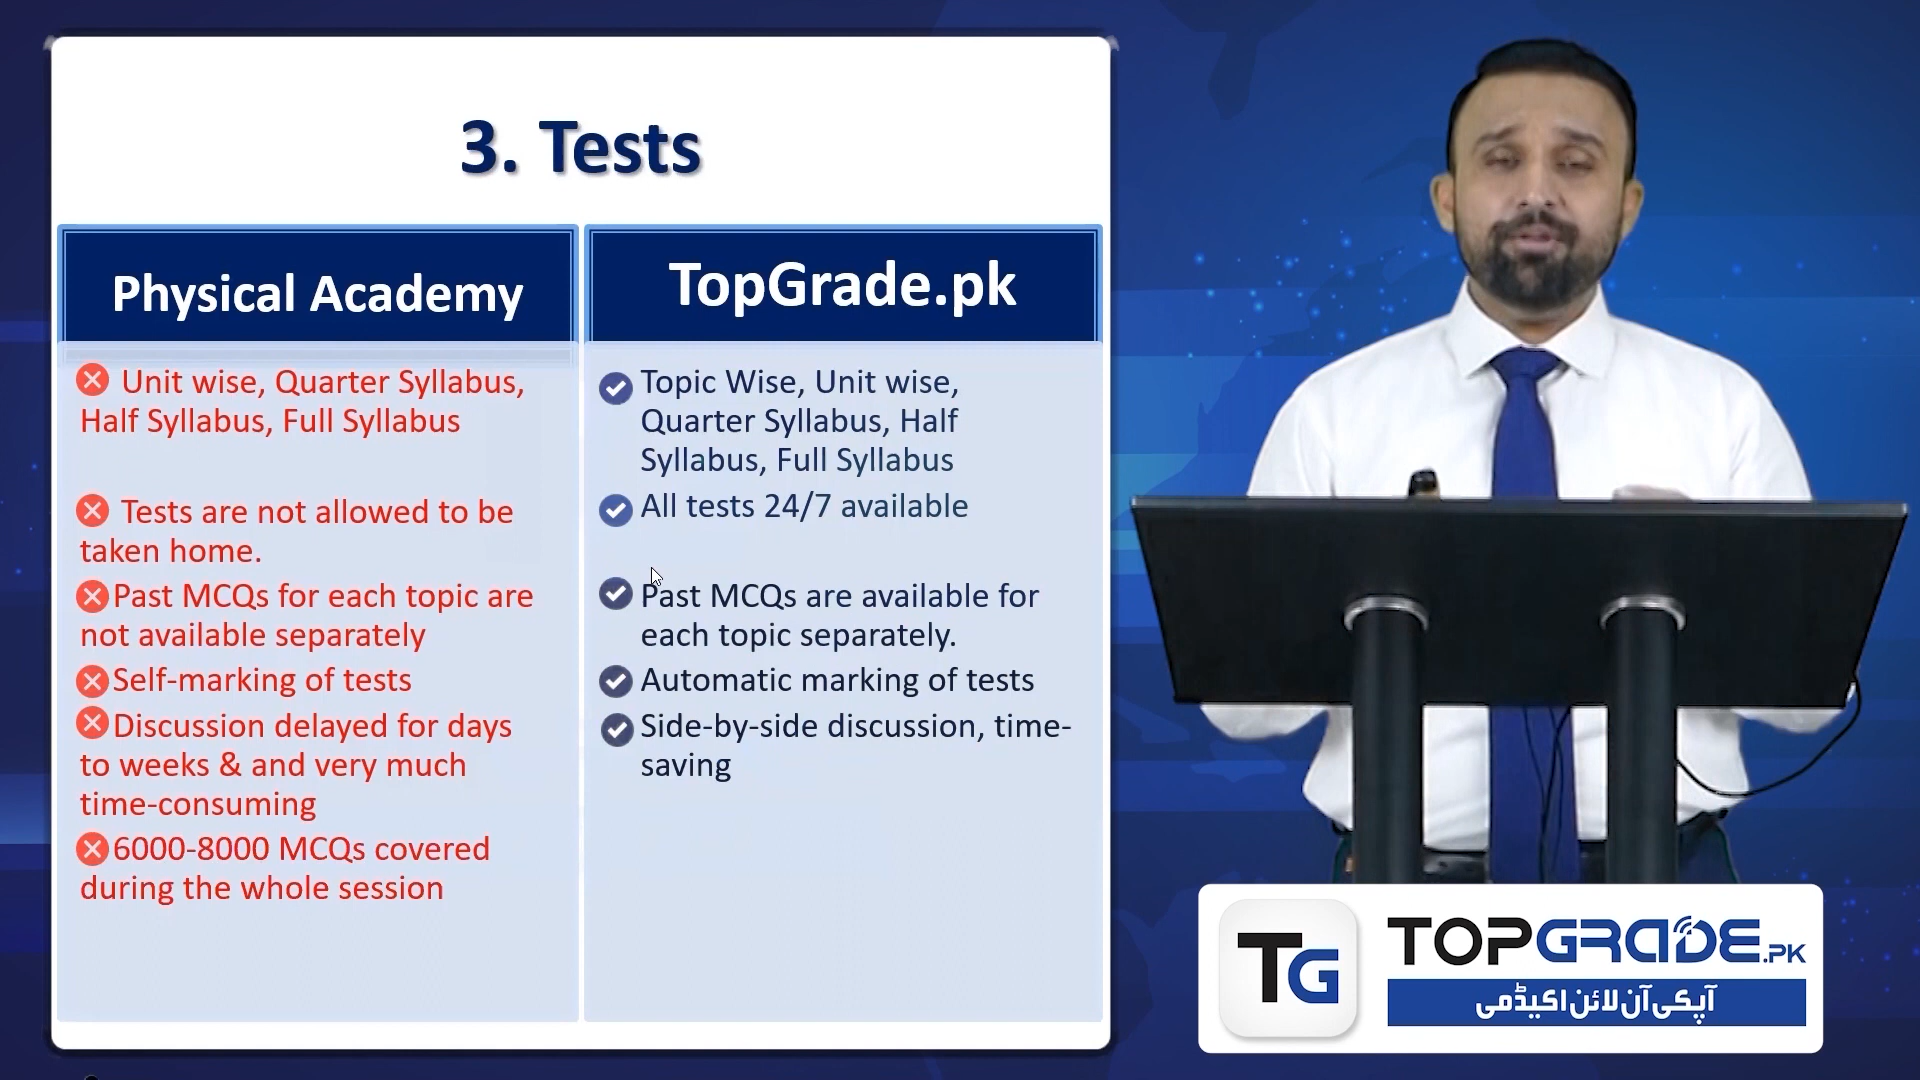 3. Tests
Physical Academy
Unit wise, Quarter Syllabus,
Half Syllabus, Full Syllabus
Tests are not allowed to be
taken home.
Past MCQs for each topic are
not available separately
Self-marking of tests
Discussion delayed for days
to weeks & and very much
time-consuming
6000-8000 MCQs covered
during the whole session
TopGrade.pk
Topic Wise, Unit wise,
Quarter Syllabus, Half
Syllabus, Full Syllabus
All tests 24/7 available
Past MCQs are available for
each topic separately.
Automatic marking of tests
Side-by-side discussion, time-
saving
TG
TOPGRADE.PK
آپکی آن لائن اکیڈمی